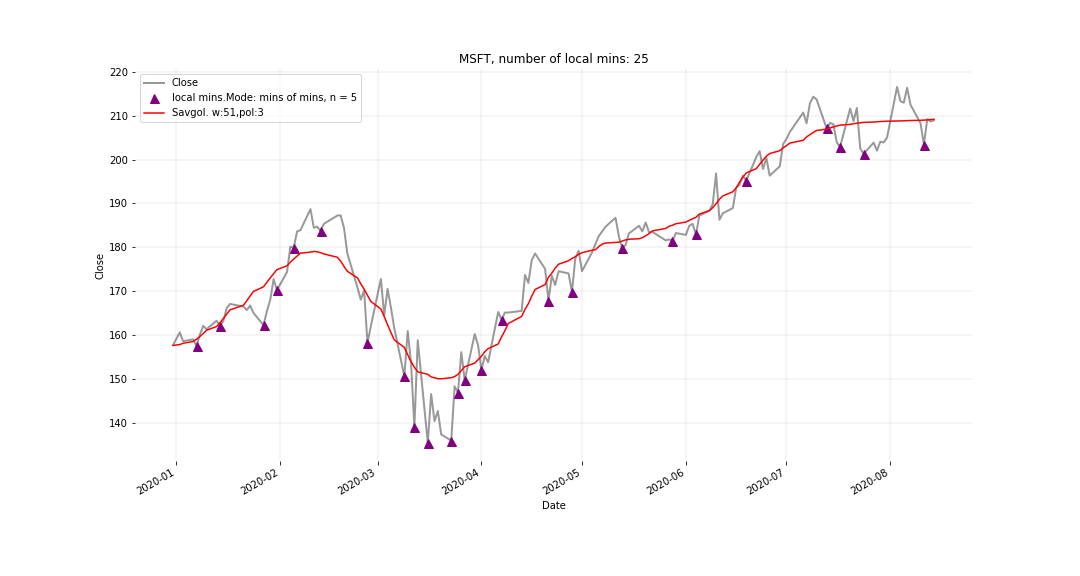 MSFT, number of local mins: 25
Close
local mins.Mode: mins of mins, n = 5
Savgol. w:51,pol:3
220
210
200
190
180
170
160
150
140
Close
2020-01
2020-02
2020-03
2020-04
2020-05
2020-06
2020-07
2020-08
Date